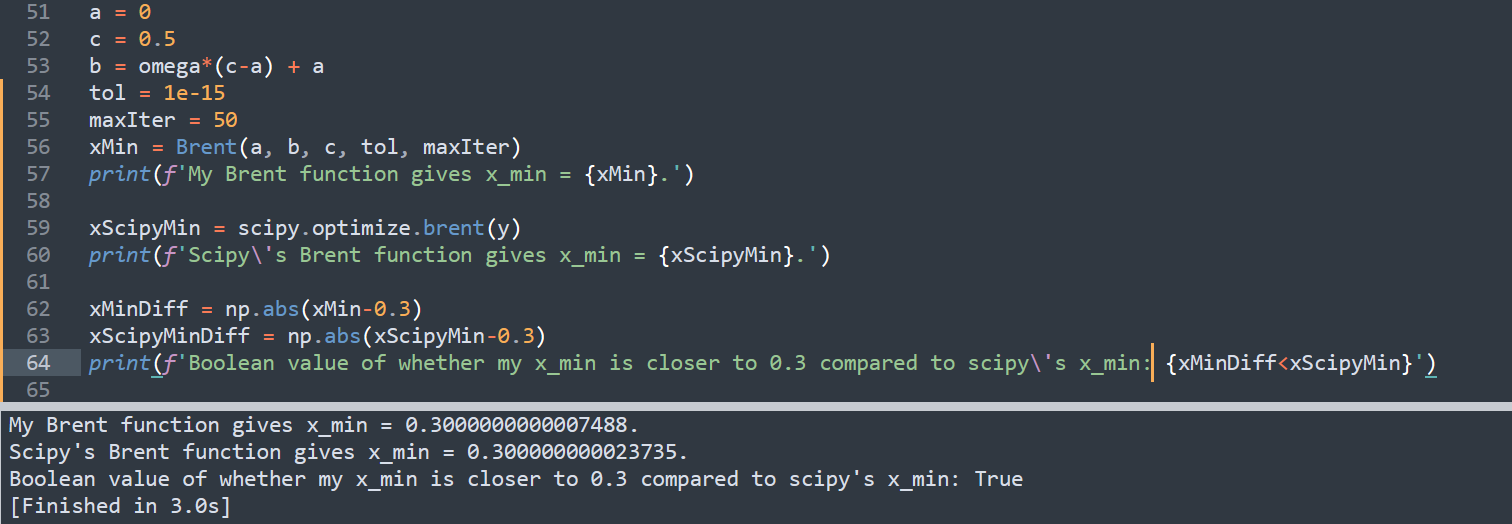 51 a = 0
52 c = 0.5
53 b = omega*(c-a) + a
54 tol = 1e-15
55 maxIter = 50
56 xMin = Brent(a, b, c, tol, maxIter)
57 print(f'My Brent function gives x_min = {xMin}.')
58
59 xScipyMin = scipy.optimize.brent(y)
60 print(f'Scipy\'s Brent function gives x_min = {xScipyMin}.')
61
62 xMinDiff = np.abs(xMin-0.3)
63 xScipyMinDiff = np.abs(xScipyMin-0.3)
64 print(f'Boolean value of whether my x_min is closer to 0.3 compared to scipy\'s x_min: {xMinDiff<xScipyMin}')
65
My Brent function gives x_min = 0.3000000000007488.
Scipy's Brent function gives x_min = 0.300000000023735.
Boolean value of whether my x_min is closer to 0.3 compared to scipy's x_min: True
[Finished in 3.0s]